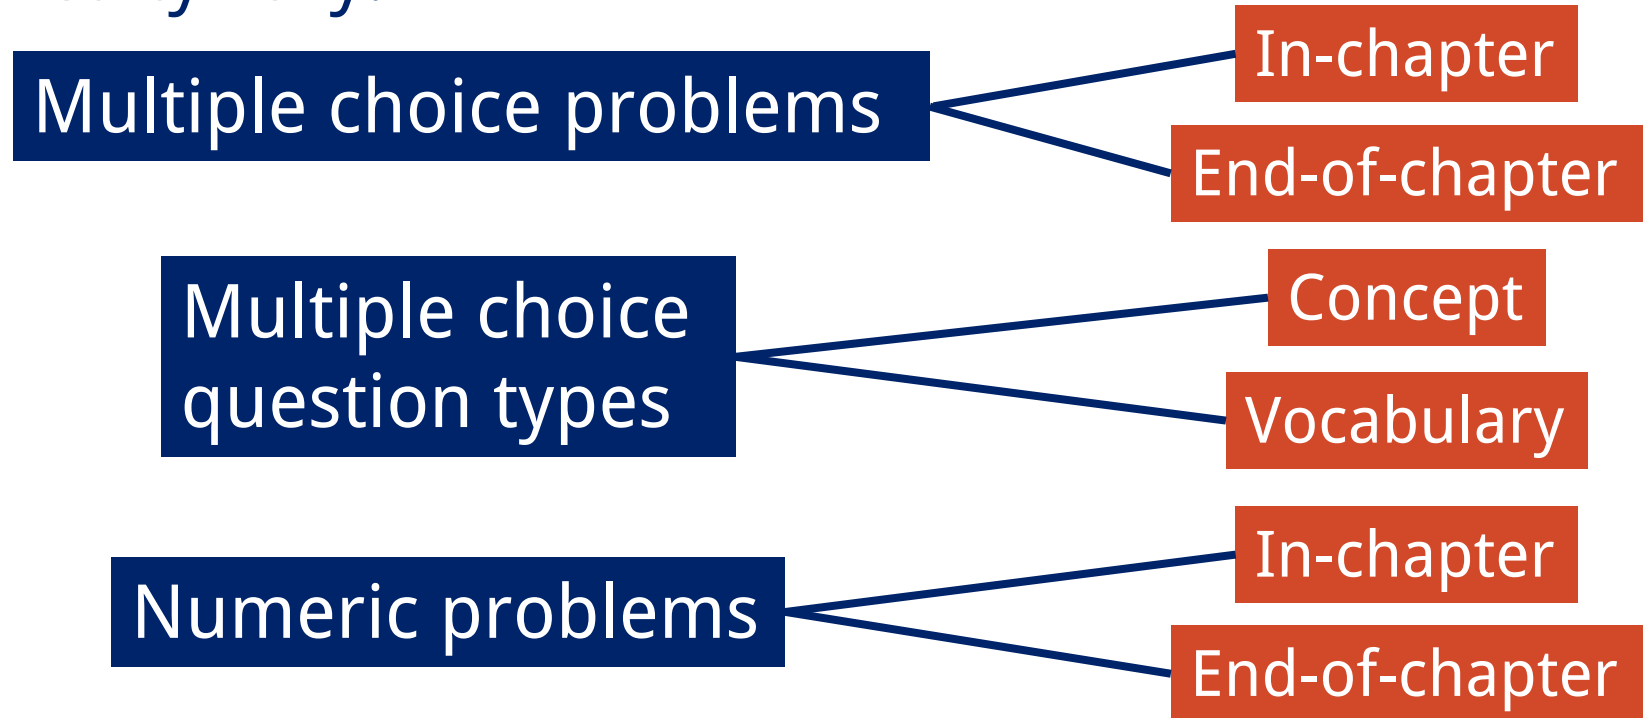 Multiple choice problems
In-chapter
End-of-chapter
Multiple choice
question types
Concept
Vocabulary
Numeric problems
In-chapter
End-of-chapter